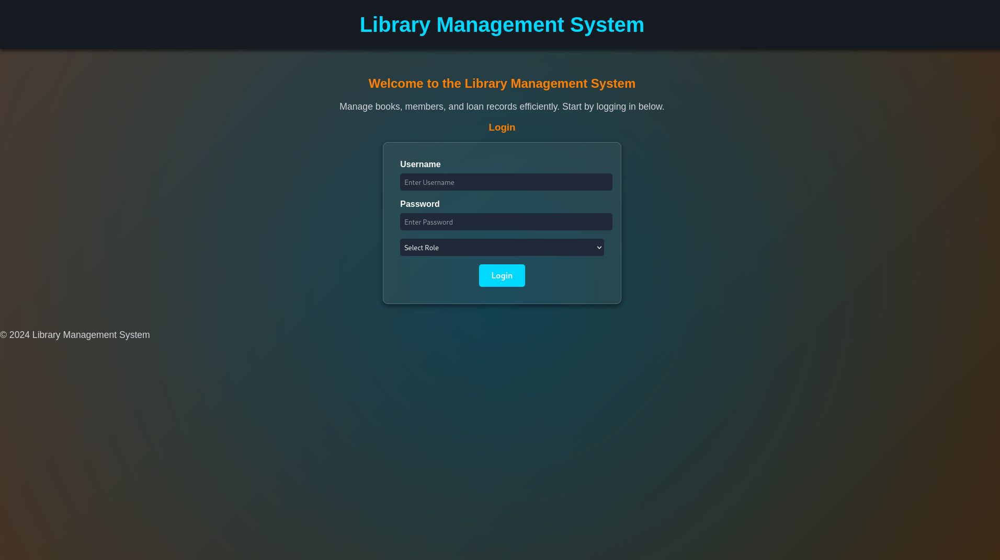 Library Management System
Welcome to the Library Management System
Manage books, members, and loan records efficiently. Start by logging in below.
Login
Username
Enter Username
Password
Enter Password
Select Role
Login
© 2024 Library Management System